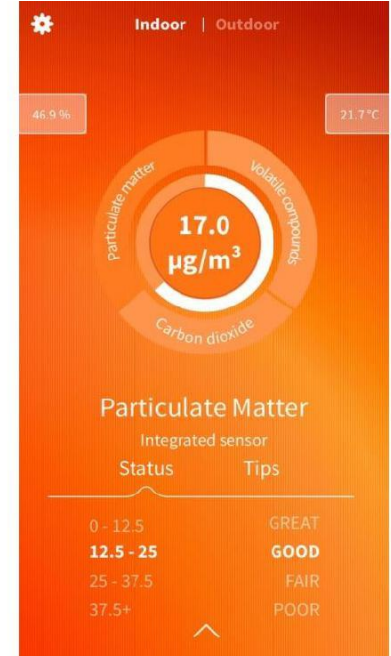 Indoor | Outdoor
46.9 %
21.7°C
Particulate matter
Volatile compounds
17.0
µg/m³
Carbon dioxide
Particulate Matter
Integrated sensor
Status Tips
0 - 12.5 GREAT
12.5 - 25 GOOD
25 - 37.5 FAIR
37.5+ POOR